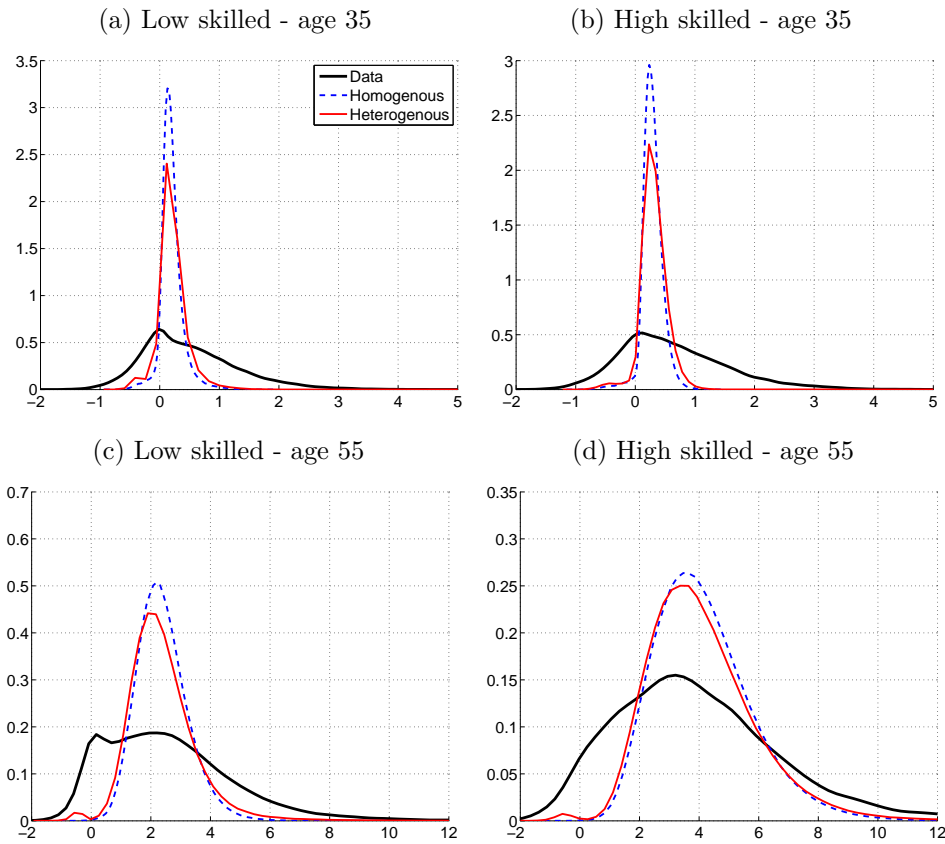 (a) Low skilled - age 35
(b) High skilled - age 35
3.5
3
2.5
2
1.5
1
0.5
0
−2 −1 0 1 2 3 4 5
Data
Homogenous
Heterogenous
3
2.5
2
1.5
1
0.5
0
−2 −1 0 1 2 3 4 5
(c) Low skilled - age 55
(d) High skilled - age 55
0.7
0.6
0.5
0.4
0.3
0.2
0.1
0
−2 0 2 4 6 8 10 12
0.35
0.3
0.25
0.2
0.15
0.1
0.05
0
−2 0 2 4 6 8 10 12